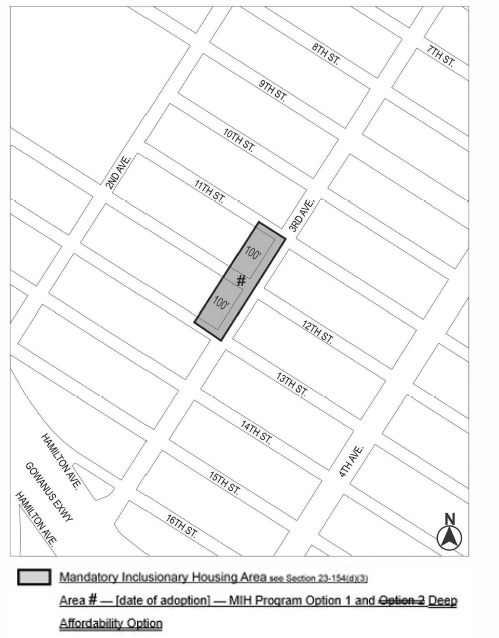 8TH ST.
7TH ST.
9TH ST.
10TH ST.
2ND AVE.
11TH ST.
3RD AVE.
100'
#
100'
12TH ST.
13TH ST.
14TH ST.
4TH AVE.
HAMILTON AVE.
GOWANUS EXWY
HAMILTON AVE.
15TH ST.
16TH ST.
N
Mandatory Inclusionary Housing Area see Section 23-154(d)(3)
Area # — [date of adoption] — MIH Program Option 1 and Option 2 Deep
Affordability Option